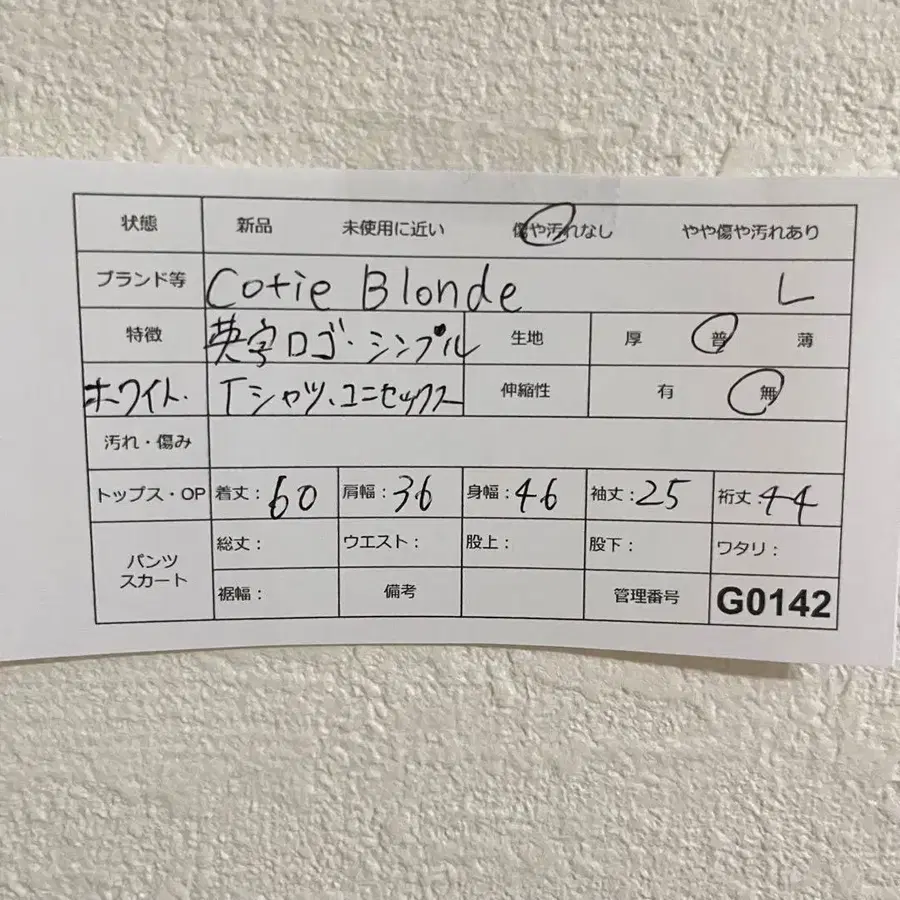 状態 新品 未使用に近い 傷や汚れなし やや傷や汚れあり
ブランド等 Cotie Blonde L
特徴 英字ロゴ・シンプル 生地 厚 普 薄
ホワイト. Tシャツ、ユニセックス 伸縮性 有 無
汚れ・傷み
トップス・OP 着丈:60 肩幅:36 身幅:46 袖丈:25 裄丈:44
パンツ スカート 総丈: ウエスト: 股上: 股下: ワタリ:
裾幅: 備考 管理番号 G0142